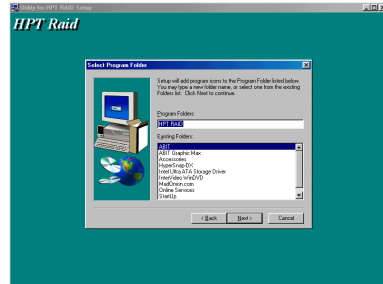 Utility for HPT RAID Setup
HPT Raid
Select Program Folder
Setup will add program icons to the Program Folder listed below.
You may type a new folder name, or select one from the existing
Folders list. Click Next to continue.
Program Folders:
HPT RAID
Existing Folders:
ABIT
ABIT Graphic Max
Accessories
HyperSnap-DX
Intel Ultra ATA Storage Driver
InterVideo WinDVD
MadOnion.com
Online Services
StartUp
< Back
Next >
Cancel